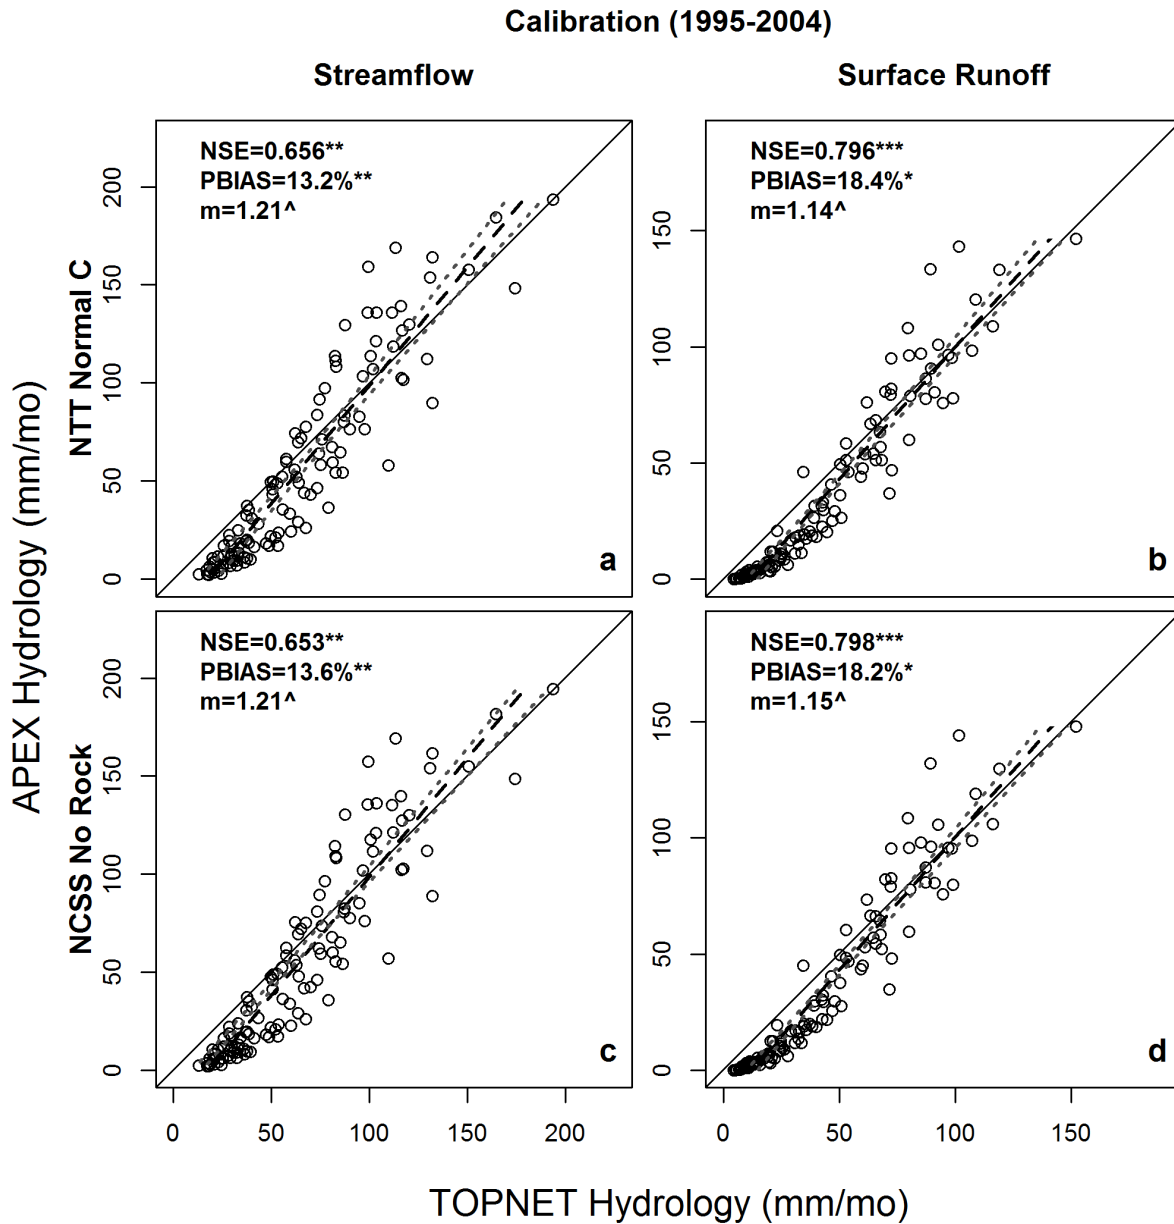 Calibration (1995-2004)
Streamflow
Surface Runoff
APEX Hydrology (mm/mo)
NTT Normal C
NSE=0.656**
PBIAS=13.2%**
m=1.21^
200
150
100
50
0
a
NSE=0.796***
PBIAS=18.4%*
m=1.14^
150
100
50
0
b
NCSS No Rock
NSE=0.653**
PBIAS=13.6%**
m=1.21^
200
150
100
50
0
c
NSE=0.798***
PBIAS=18.2%*
m=1.15^
150
100
50
0
d
0 50 100 150 200
0 50 100 150
TOPNET Hydrology (mm/mo)